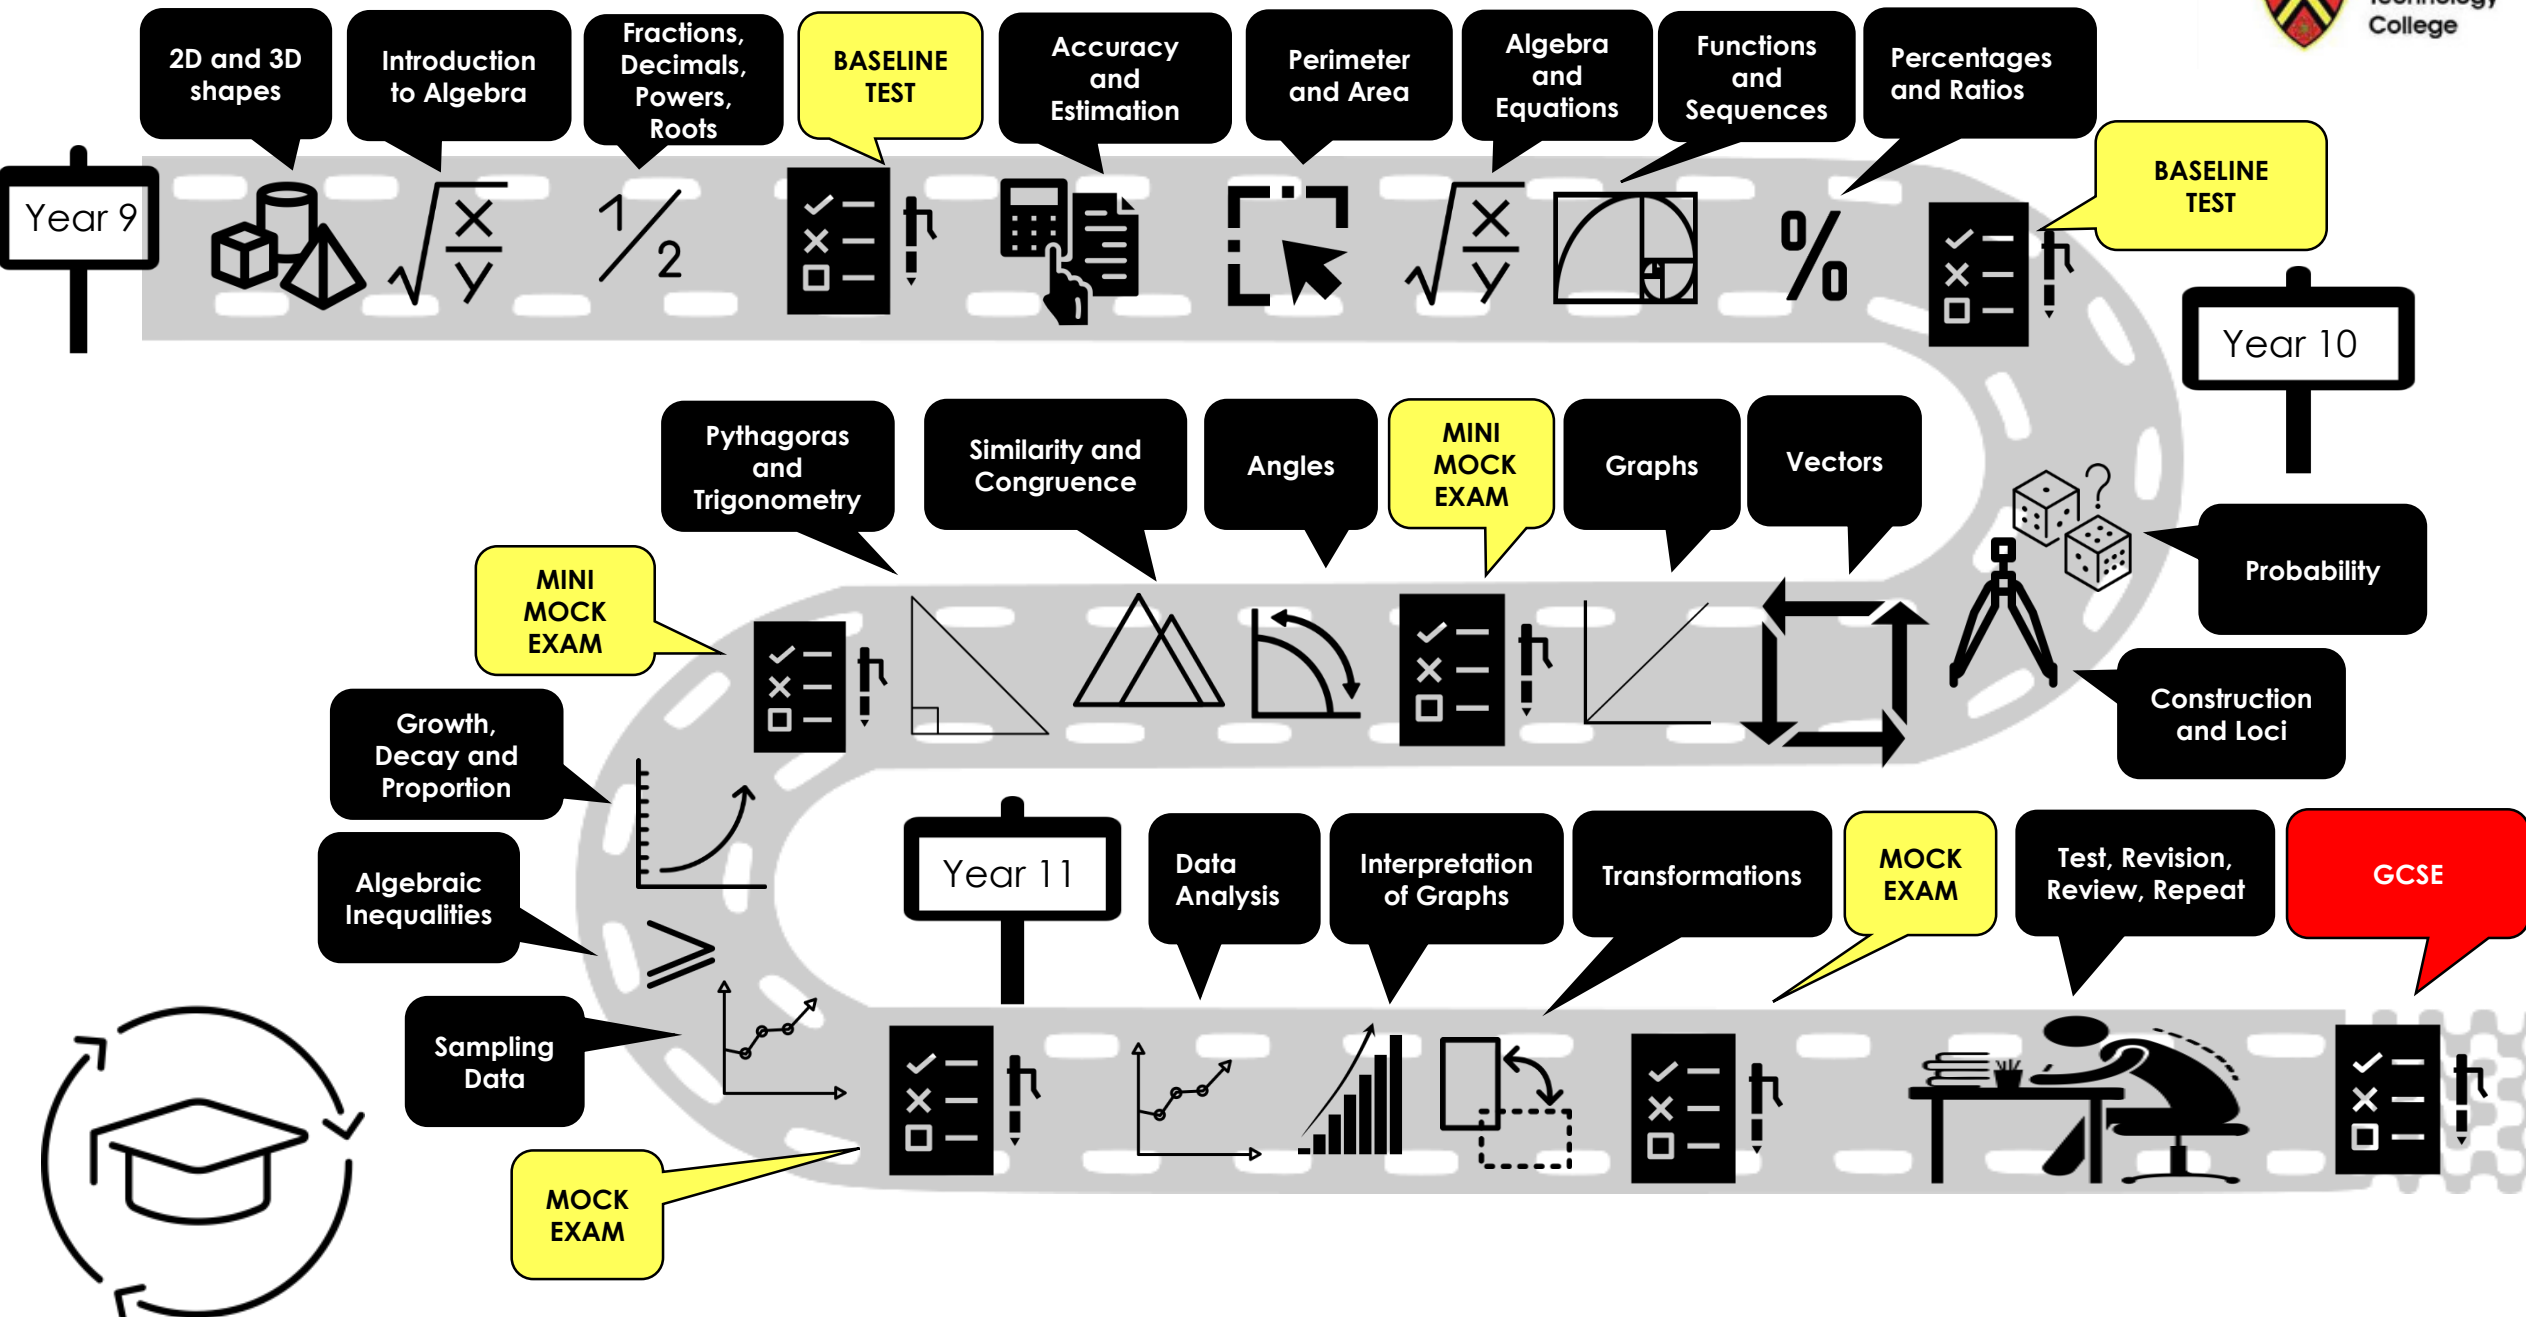 Technology
College
2D and 3D
shapes
Introduction
to Algebra
Fractions,
Decimals,
Powers,
Roots
BASELINE
TEST
Accuracy
and
Estimation
Perimeter
and Area
Algebra
and
Equations
Functions
and
Sequences
Percentages
and Ratios
BASELINE
TEST
Year 9
X
y
1/2
X
y
%
Year 10
Probability
Construction
and Loci
Vectors
Graphs
MINI
MOCK
EXAM
Angles
Similarity and
Congruence
Pythagoras
and
Trigonometry
MINI
MOCK
EXAM
Growth,
Decay and
Proportion
Algebraic
Inequalities
Sampling
Data
MOCK
EXAM
Year 11
Data
Analysis
Interpretation
of Graphs
Transformations
MOCK
EXAM
Test, Revision,
Review, Repeat
GCSE